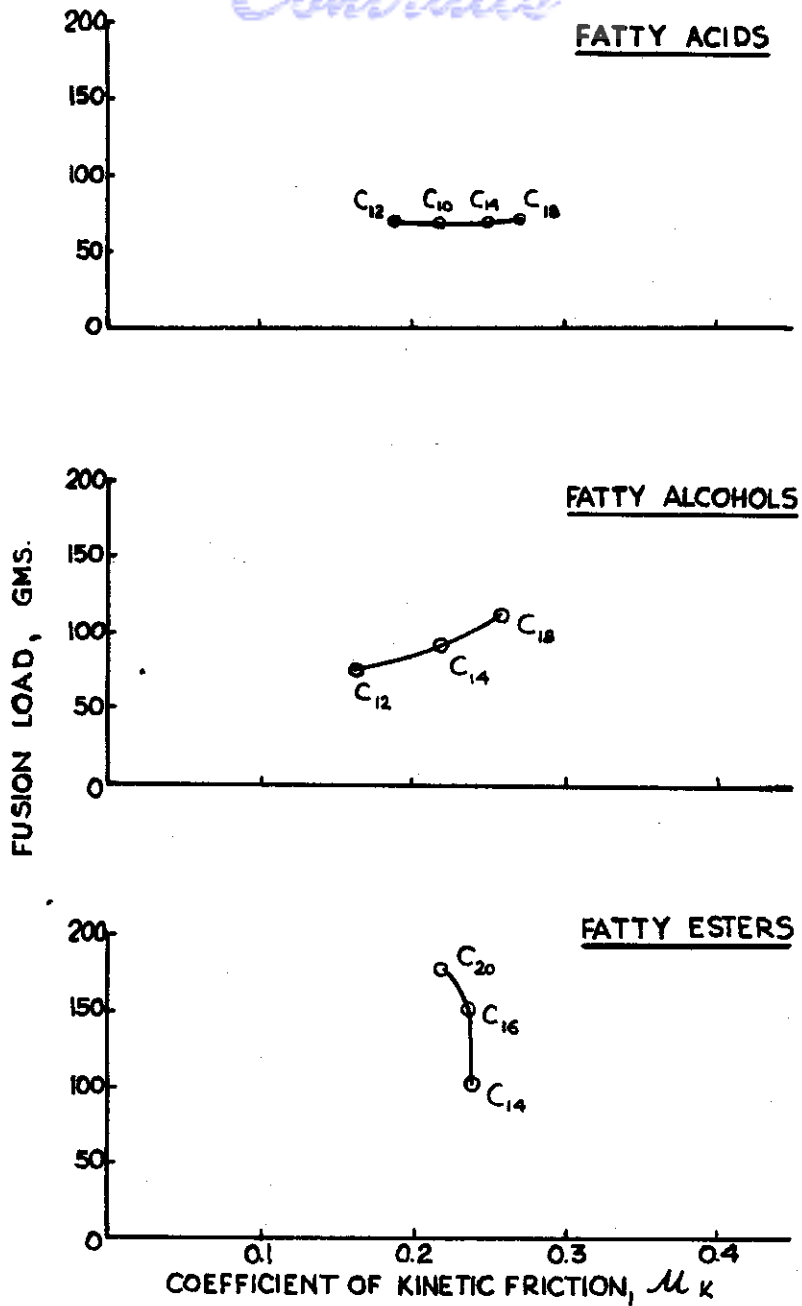 FATTY ACIDS
200
150
100
50
0
C12 C10 C14 C18
FATTY ALCOHOLS
200
150
100
50
0
C12
C14
C18
FUSION LOAD, GMS.
FATTY ESTERS
200
150
100
50
0
C20
C16
C14
0.1 0.2 0.3 0.4
COEFFICIENT OF KINETIC FRICTION, μ K